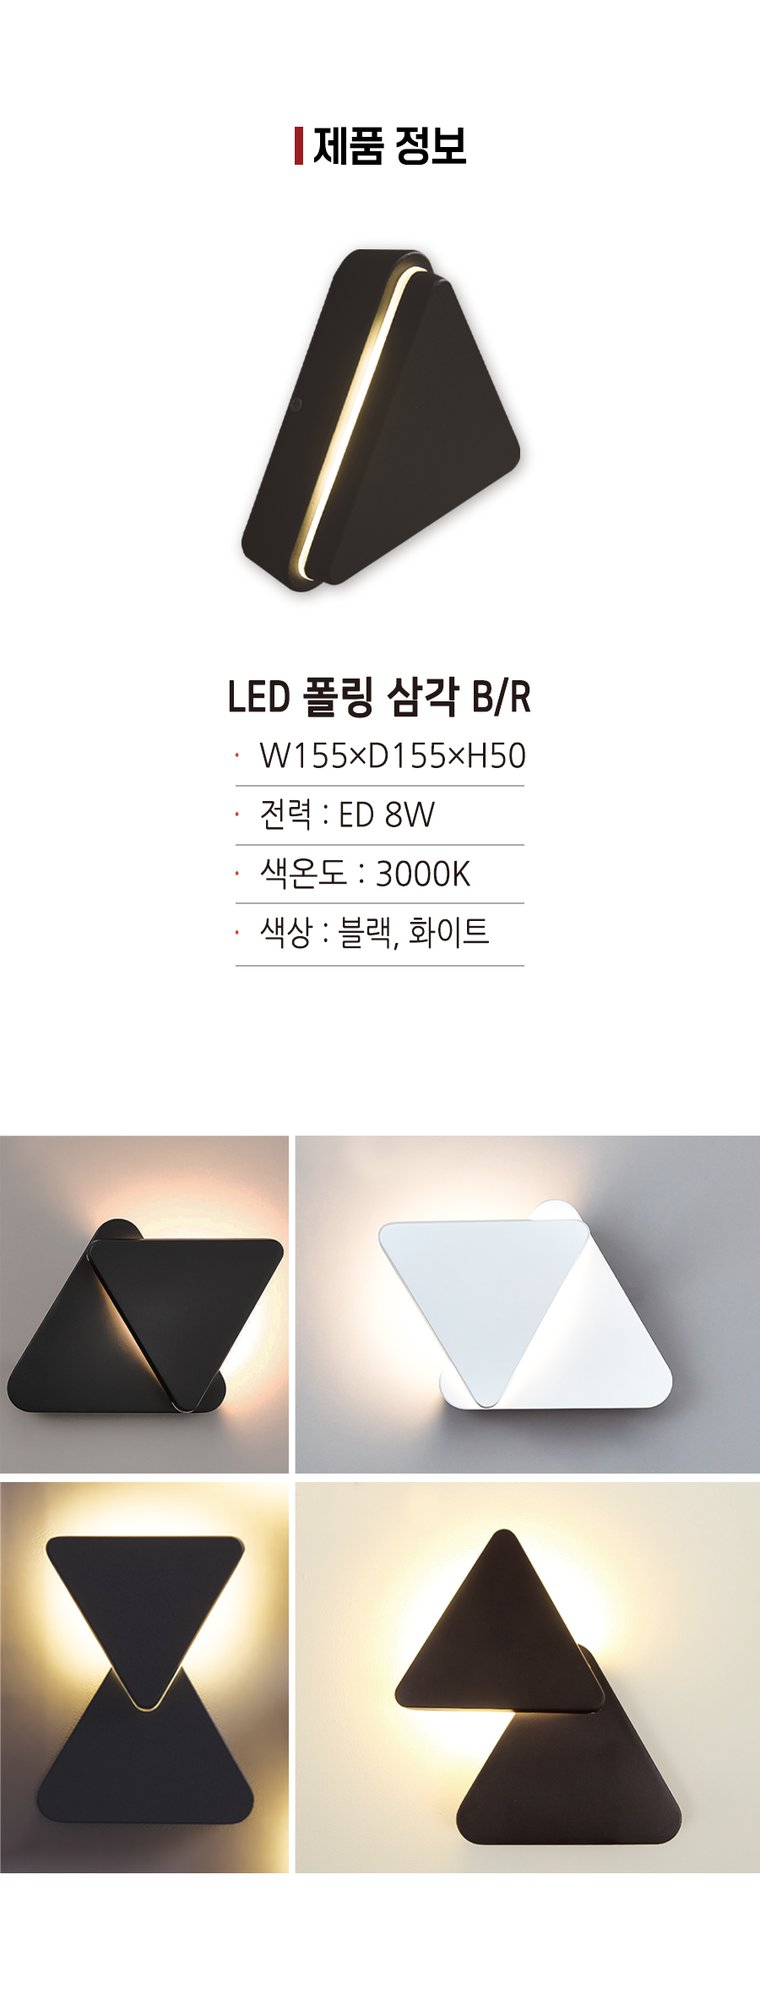 제품 정보
LED 폴링 삼각 B/R
· W155×D155×H50
· 전력 : ED 8W
· 색온도 : 3000K
· 색상 : 블랙, 화이트